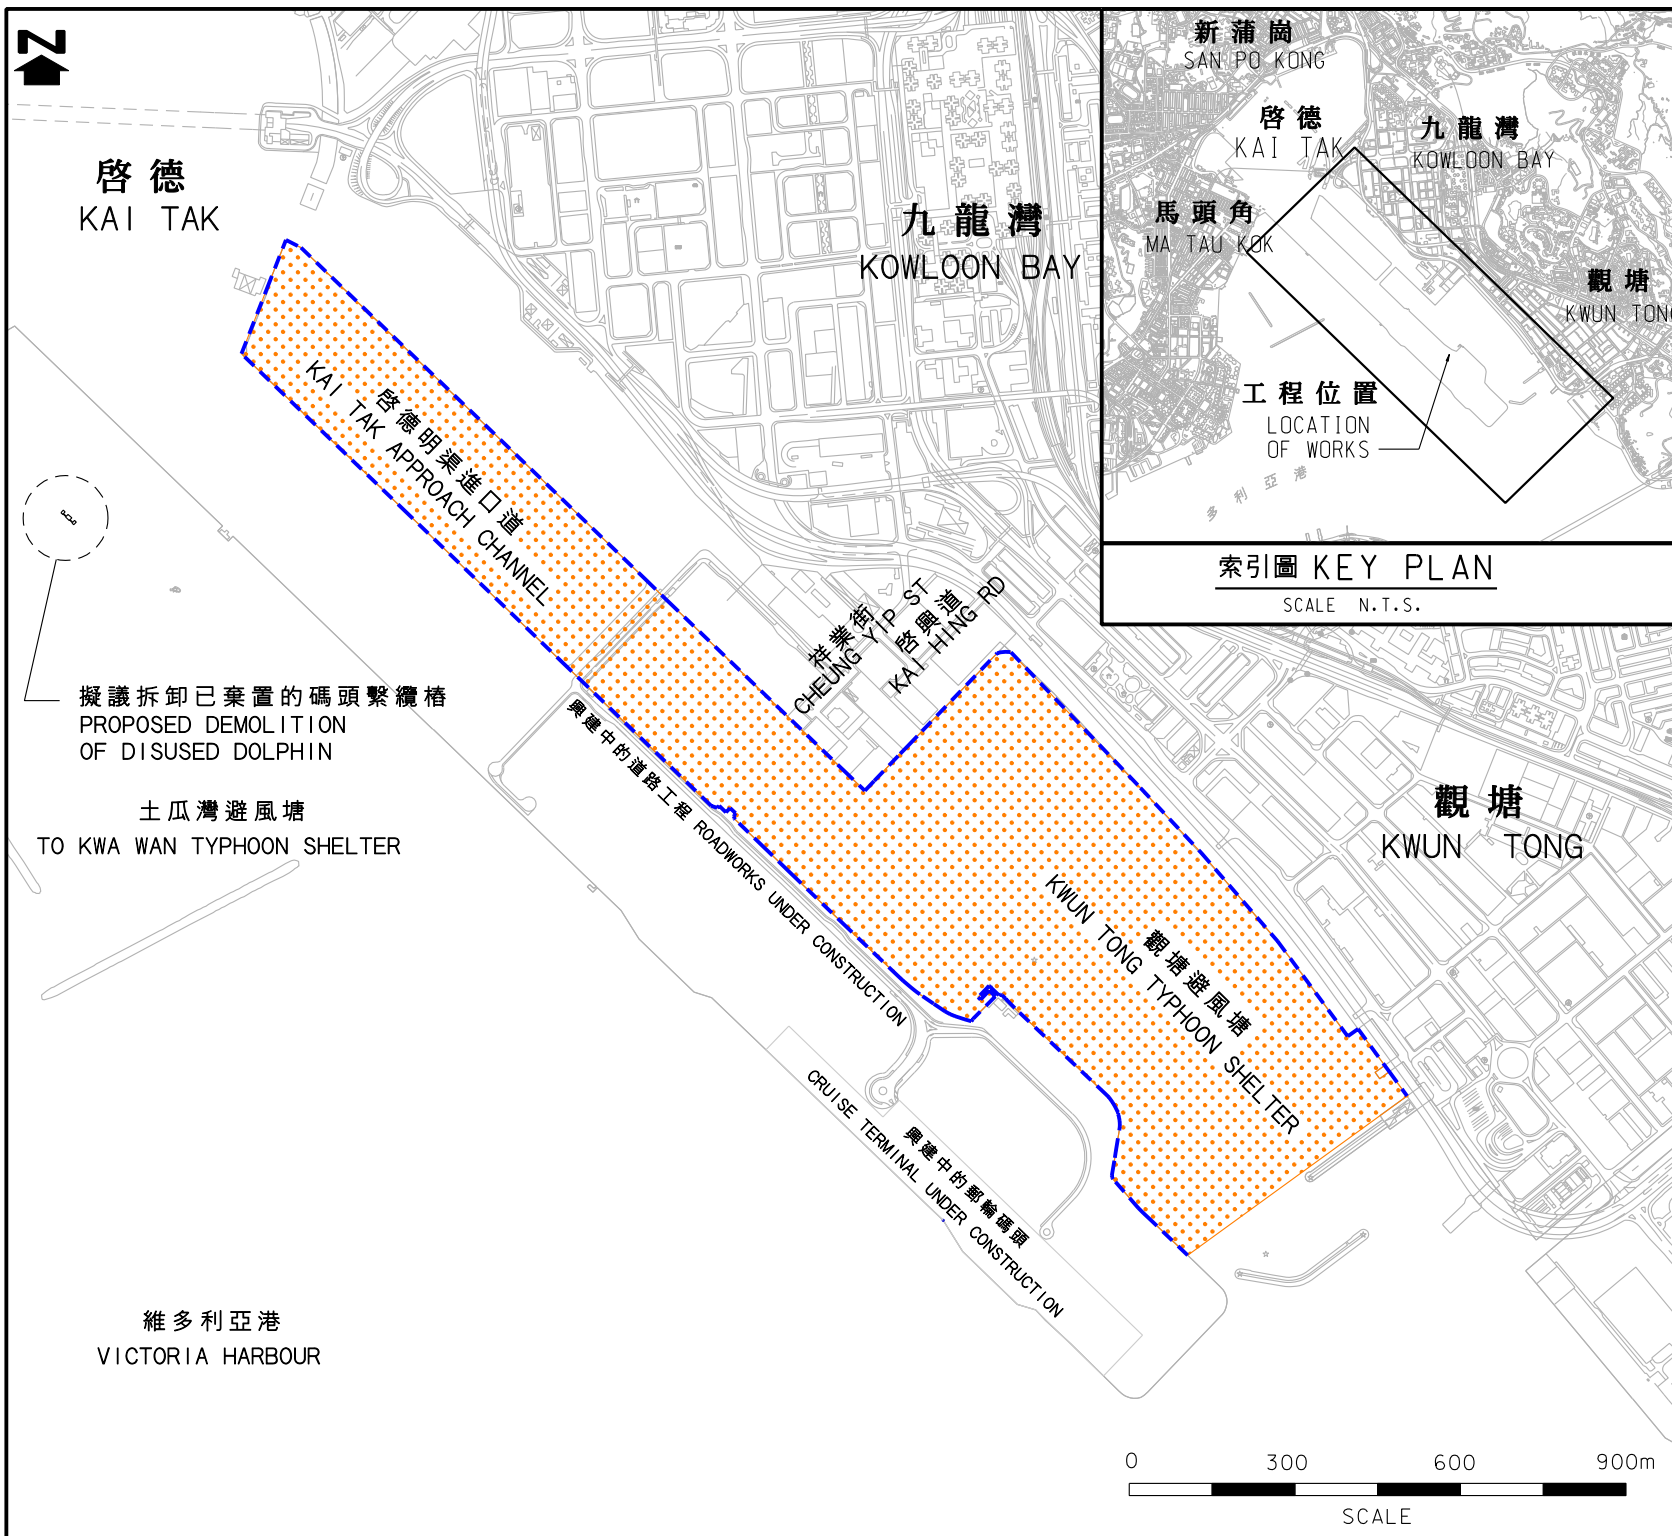 N
啓德
KAI TAK
九龍灣
KOWLOON BAY
新蒲崗
SAN PO KONG
啓德
KAI TAK
九龍灣
KOWLOON BAY
馬頭角
MA TAU KOK
觀塘
KWUN TONG
工程位置
LOCATION
OF WORKS
多利亞港
索引圖 KEY PLAN
SCALE N.T.S.
啓德明渠進口道
KAI TAK APPROACH CHANNEL
祥業街
CHEUNG YIP ST
啓興道
KAI HING RD
擬議拆卸已棄置的碼頭繫纜樁
PROPOSED DEMOLITION
OF DISUSED DOLPHIN
土瓜灣避風塘
TO KWA WAN TYPHOON SHELTER
興建中的道路工程 ROADWORKS UNDER CONSTRUCTION
觀塘
KWUN TONG
觀塘避風塘
KWUN TONG TYPHOON SHELTER
興建中的郵輪碼頭
CRUISE TERMINAL UNDER CONSTRUCTION
維多利亞港
VICTORIA HARBOUR
0 300 600 900m
SCALE